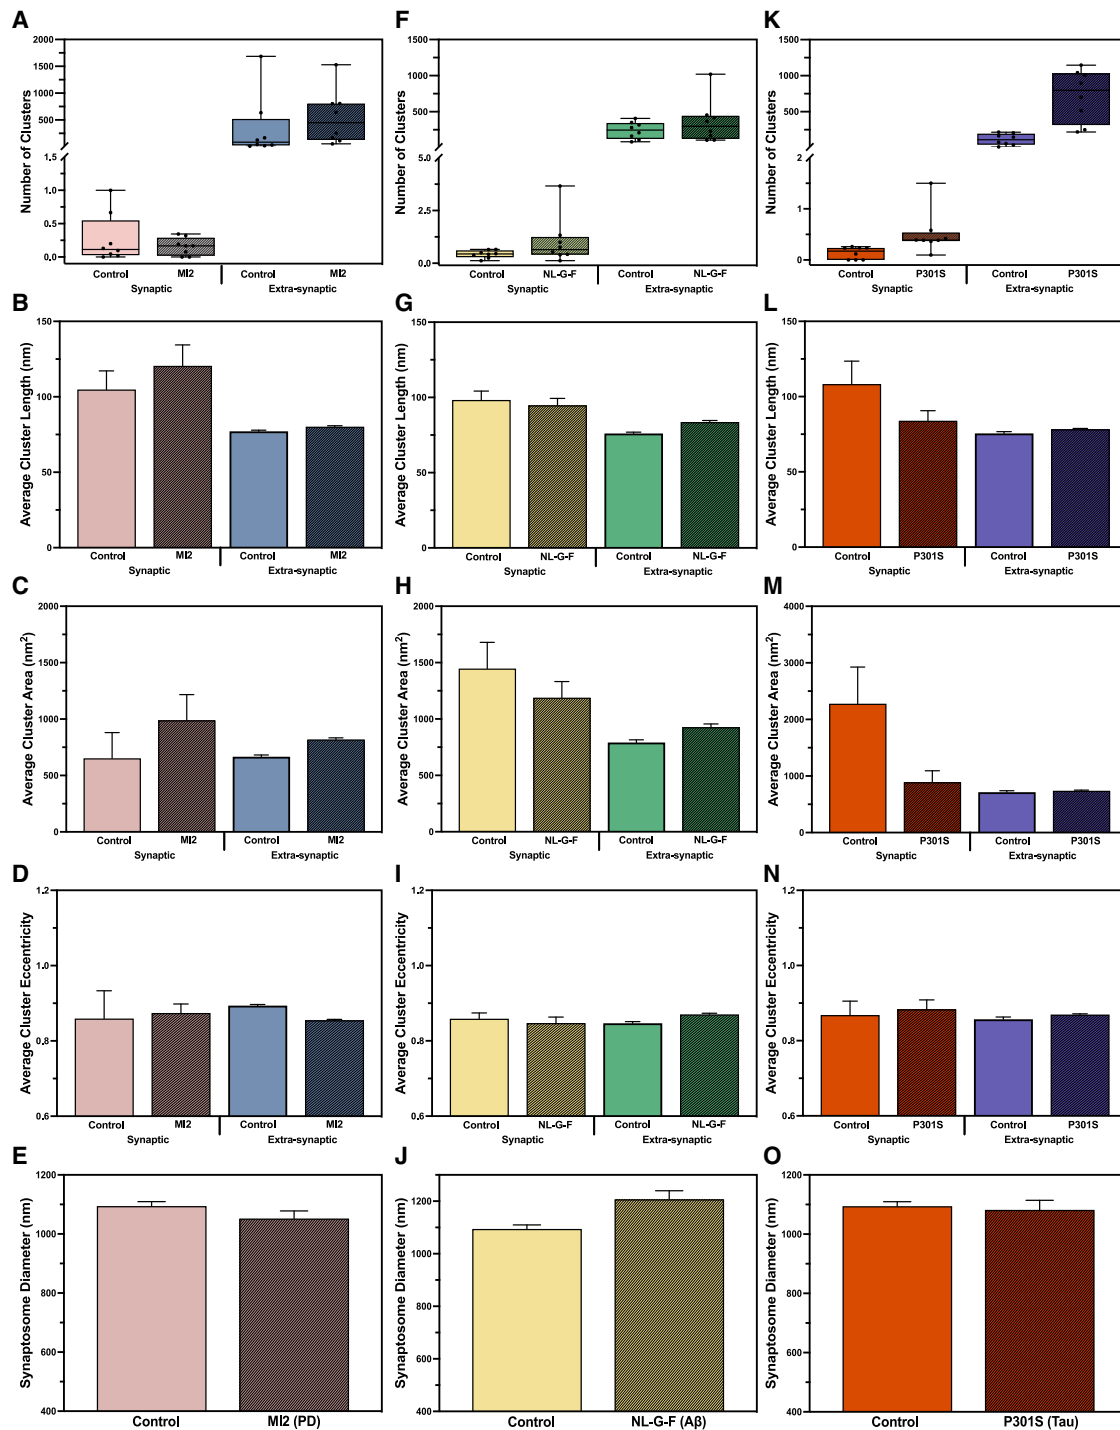 A
Number of Clusters
2000
1500
1000
500
1.5
1.0
0.5
0.0
Control
MI2
Control
MI2
Synaptic
Extra-synaptic
F
Number of Clusters
1500
1000
500
5.0
2.5
0.0
Control
NL-G-F
Control
NL-G-F
Synaptic
Extra-synaptic
K
Number of Clusters
1500
1000
500
2
1
0
Control
P301S
Control
P301S
Synaptic
Extra-synaptic
B
Average Cluster Length (nm)
150
100
50
0
Control
MI2
Control
MI2
Synaptic
Extra-synaptic
G
Average Cluster Length (nm)
150
100
50
0
Control
NL-G-F
Control
NL-G-F
Synaptic
Extra-synaptic
L
Average Cluster Length (nm)
150
100
50
0
Control
P301S
Control
P301S
Synaptic
Extra-synaptic
C
Average Cluster Area (nm²)
2000
1500
1000
500
0
Control
MI2
Control
MI2
Synaptic
Extra-synaptic
H
Average Cluster Area (nm²)
2000
1500
1000
500
0
Control
NL-G-F
Control
NL-G-F
Synaptic
Extra-synaptic
M
Average Cluster Area (nm²)
4000
3000
2000
1000
0
Control
P301S
Control
P301S
Synaptic
Extra-synaptic
D
Average Cluster Eccentricity
1.2
1.0
0.8
0.6
Control
MI2
Control
MI2
Synaptic
Extra-synaptic
I
Average Cluster Eccentricity
1.2
1.0
0.8
0.6
Control
NL-G-F
Control
NL-G-F
Synaptic
Extra-synaptic
N
Average Cluster Eccentricity
1.2
1.0
0.8
0.6
Control
P301S
Control
P301S
Synaptic
Extra-synaptic
E
Synaptosome Diameter (nm)
1200
1000
800
600
400
Control
MI2 (PD)
J
Synaptosome Diameter (nm)
1200
1000
800
600
400
Control
NL-G-F (Aβ)
O
Synaptosome Diameter (nm)
1200
1000
800
600
400
Control
P301S (Tau)